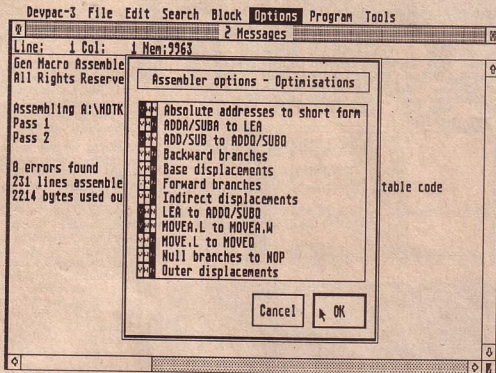 Devpac-3 File Edit Search Block Options Program Tools
2 Messages
Line: 1 Col: 1 Mem:9963
Gen Macro Assemble
All Rights Reserve
Assembling A:\HOTK
Pass 1
Pass 2
0 errors found
231 lines assemble
table code
2214 bytes used ou
Assembler options - Optimisations
Absolute addresses to short form
ADDA/SUBA to LEA
ADD/SUB to ADDQ/SUBQ
Backward branches
Base displacements
Forward branches
Indirect displacements
LEA to ADDQ/SUBQ
MOVEA.L to MOVEA.W
MOVE.L to MOVEQ
Null branches to NOP
Outer displacements
Cancel
OK